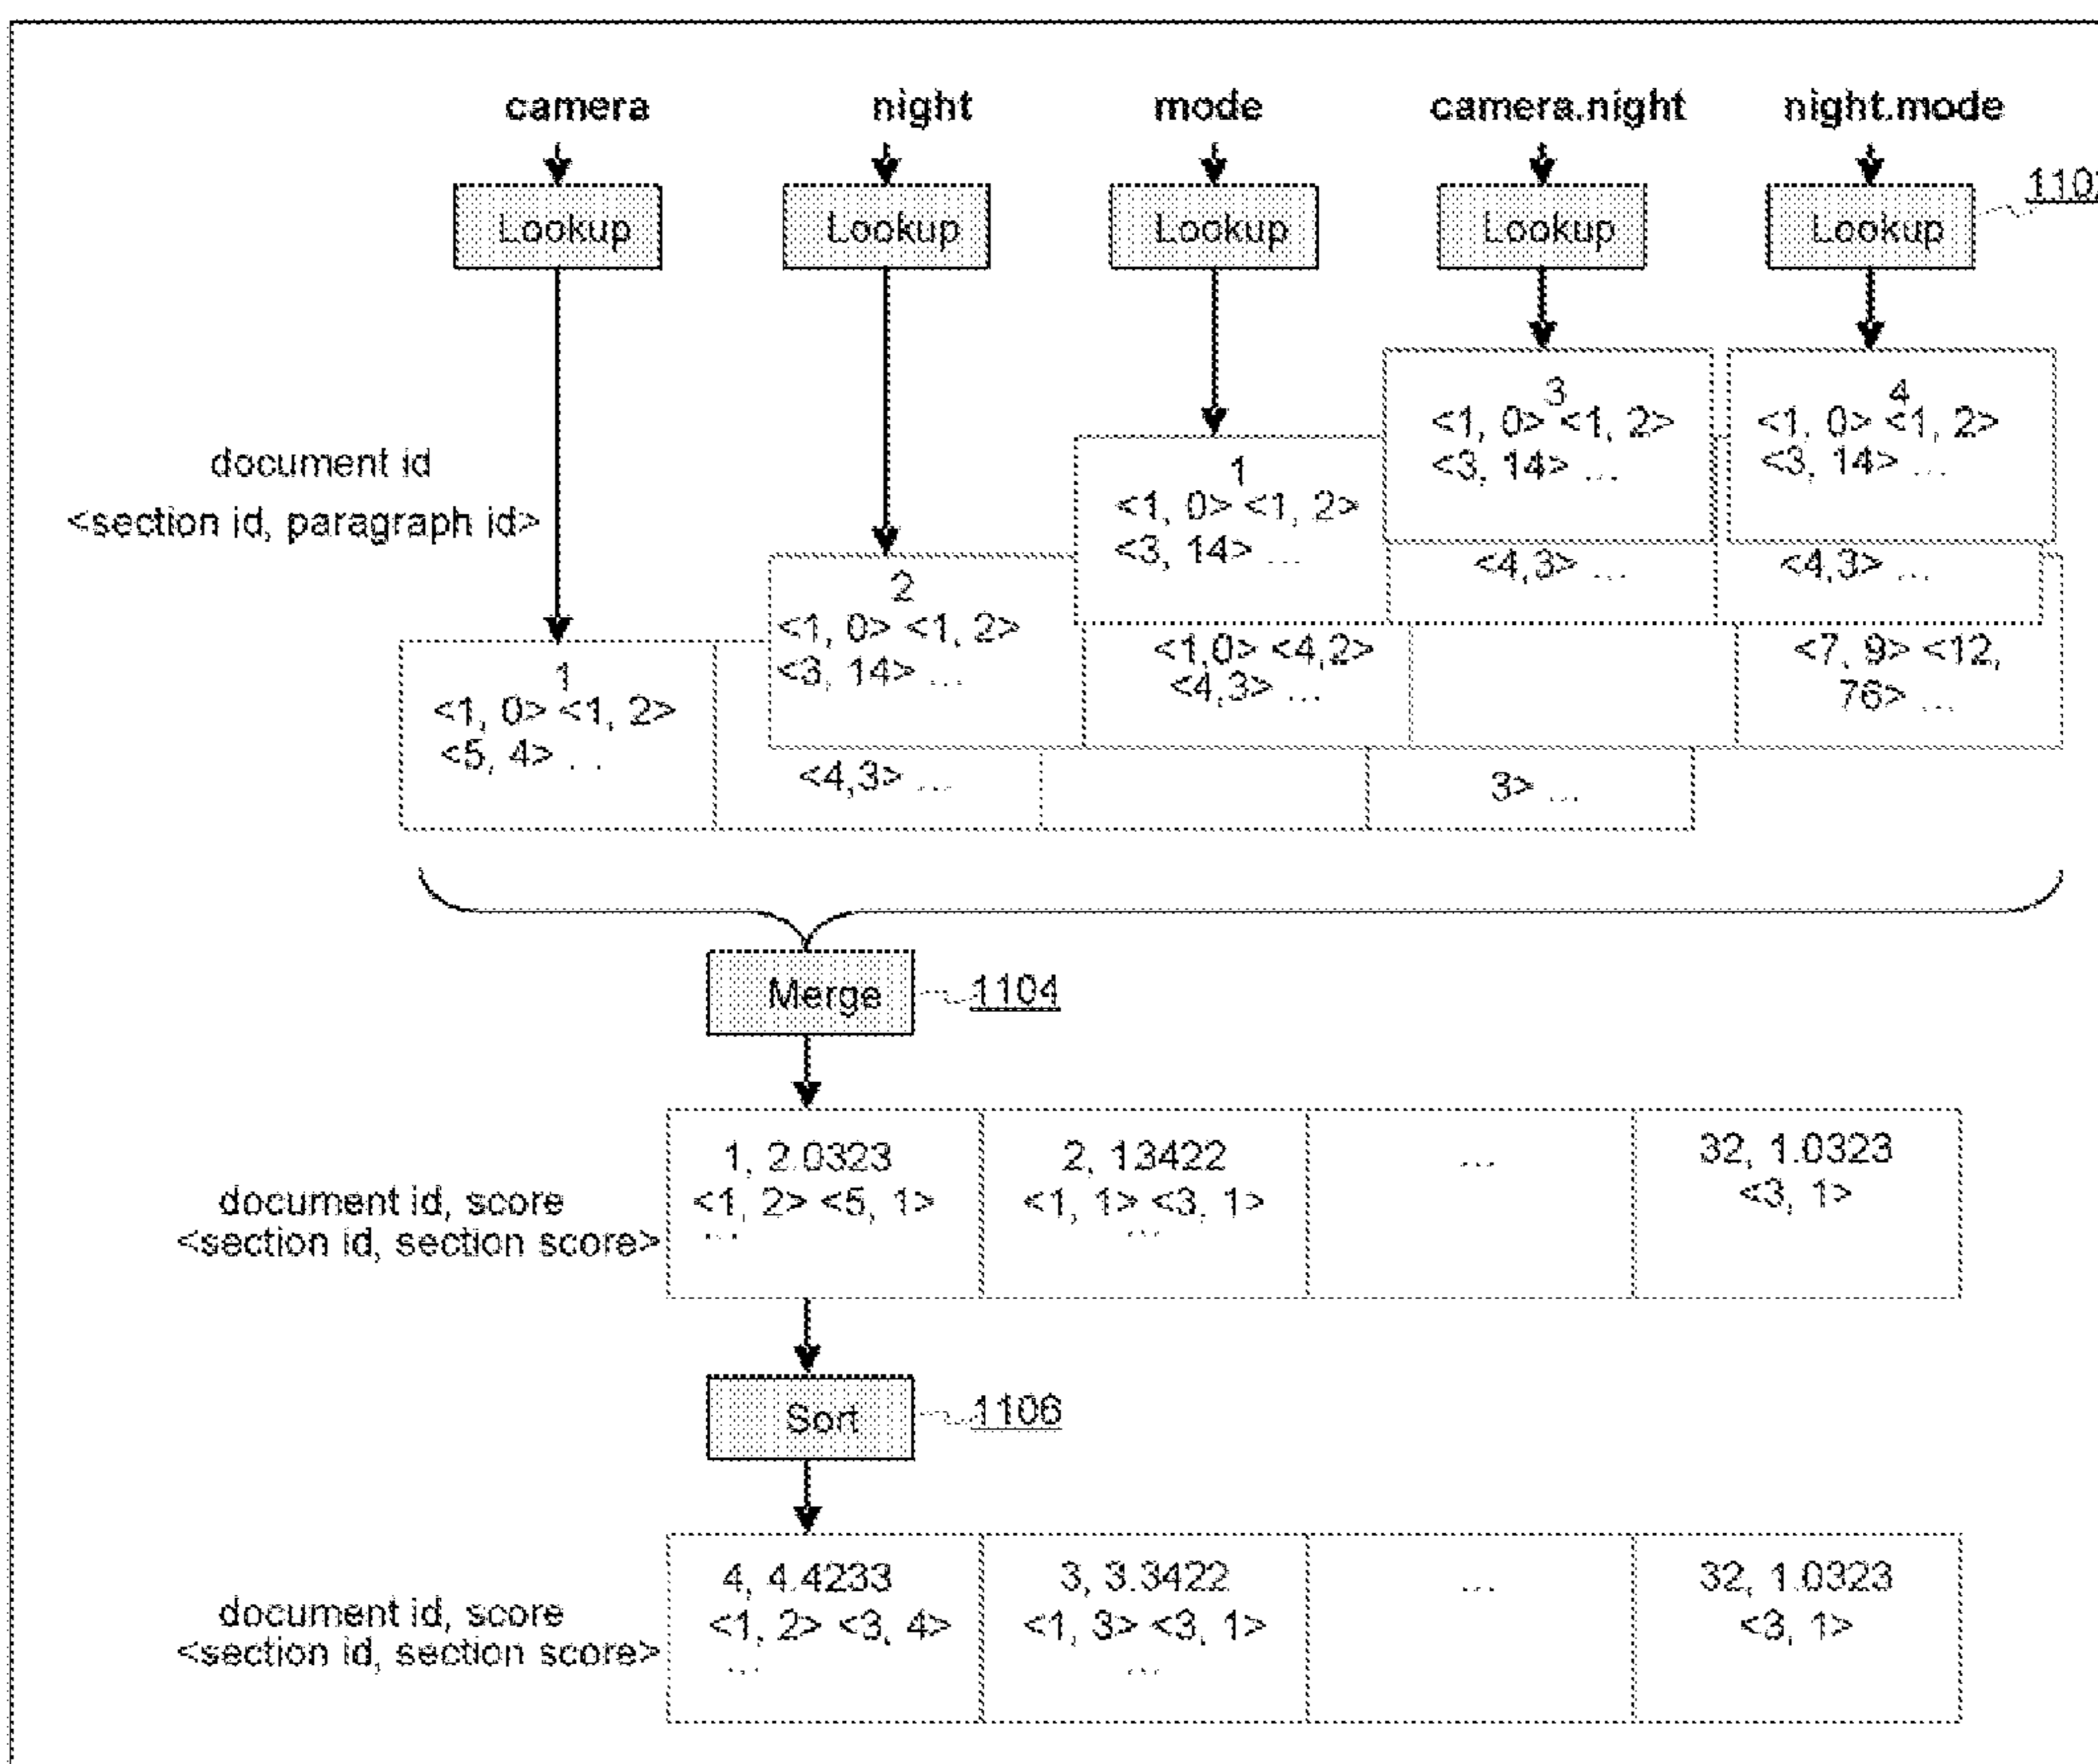 camera
night
mode
camera.night
night.mode
Lookup
Lookup
Lookup
Lookup
Lookup
document id
<section id, paragraph id>
1
<1, 0> <1, 2>
<5, 4> ...
<4,3> ...
3> ...
2
<1, 0> <1, 2>
<3, 14> ...
<1,0> <4,2>
<4,3> ...
<7, 9> <12,
76> ...
1
<1, 0> <1, 2>
<3, 14> ...
<4,3> ...
<4,3> ...
3
<1, 0> <1, 2>
<3, 14> ...
4
<1, 0> <1, 2>
<3, 14> ...
Merge
1104
document id, score
<section id, section score>
1, 2.0323
<1, 2> <5, 1>
...
2, 1.3422
<1, 1> <3, 1>
...
...
32, 1.0323
<3, 1>
Sort
1106
document id, score
<section id, section score>
4, 4.4233
<1, 2> <3, 4>
...
3, 3.3422
<1, 3> <3, 1>
...
...
32, 1.0323
<3, 1>